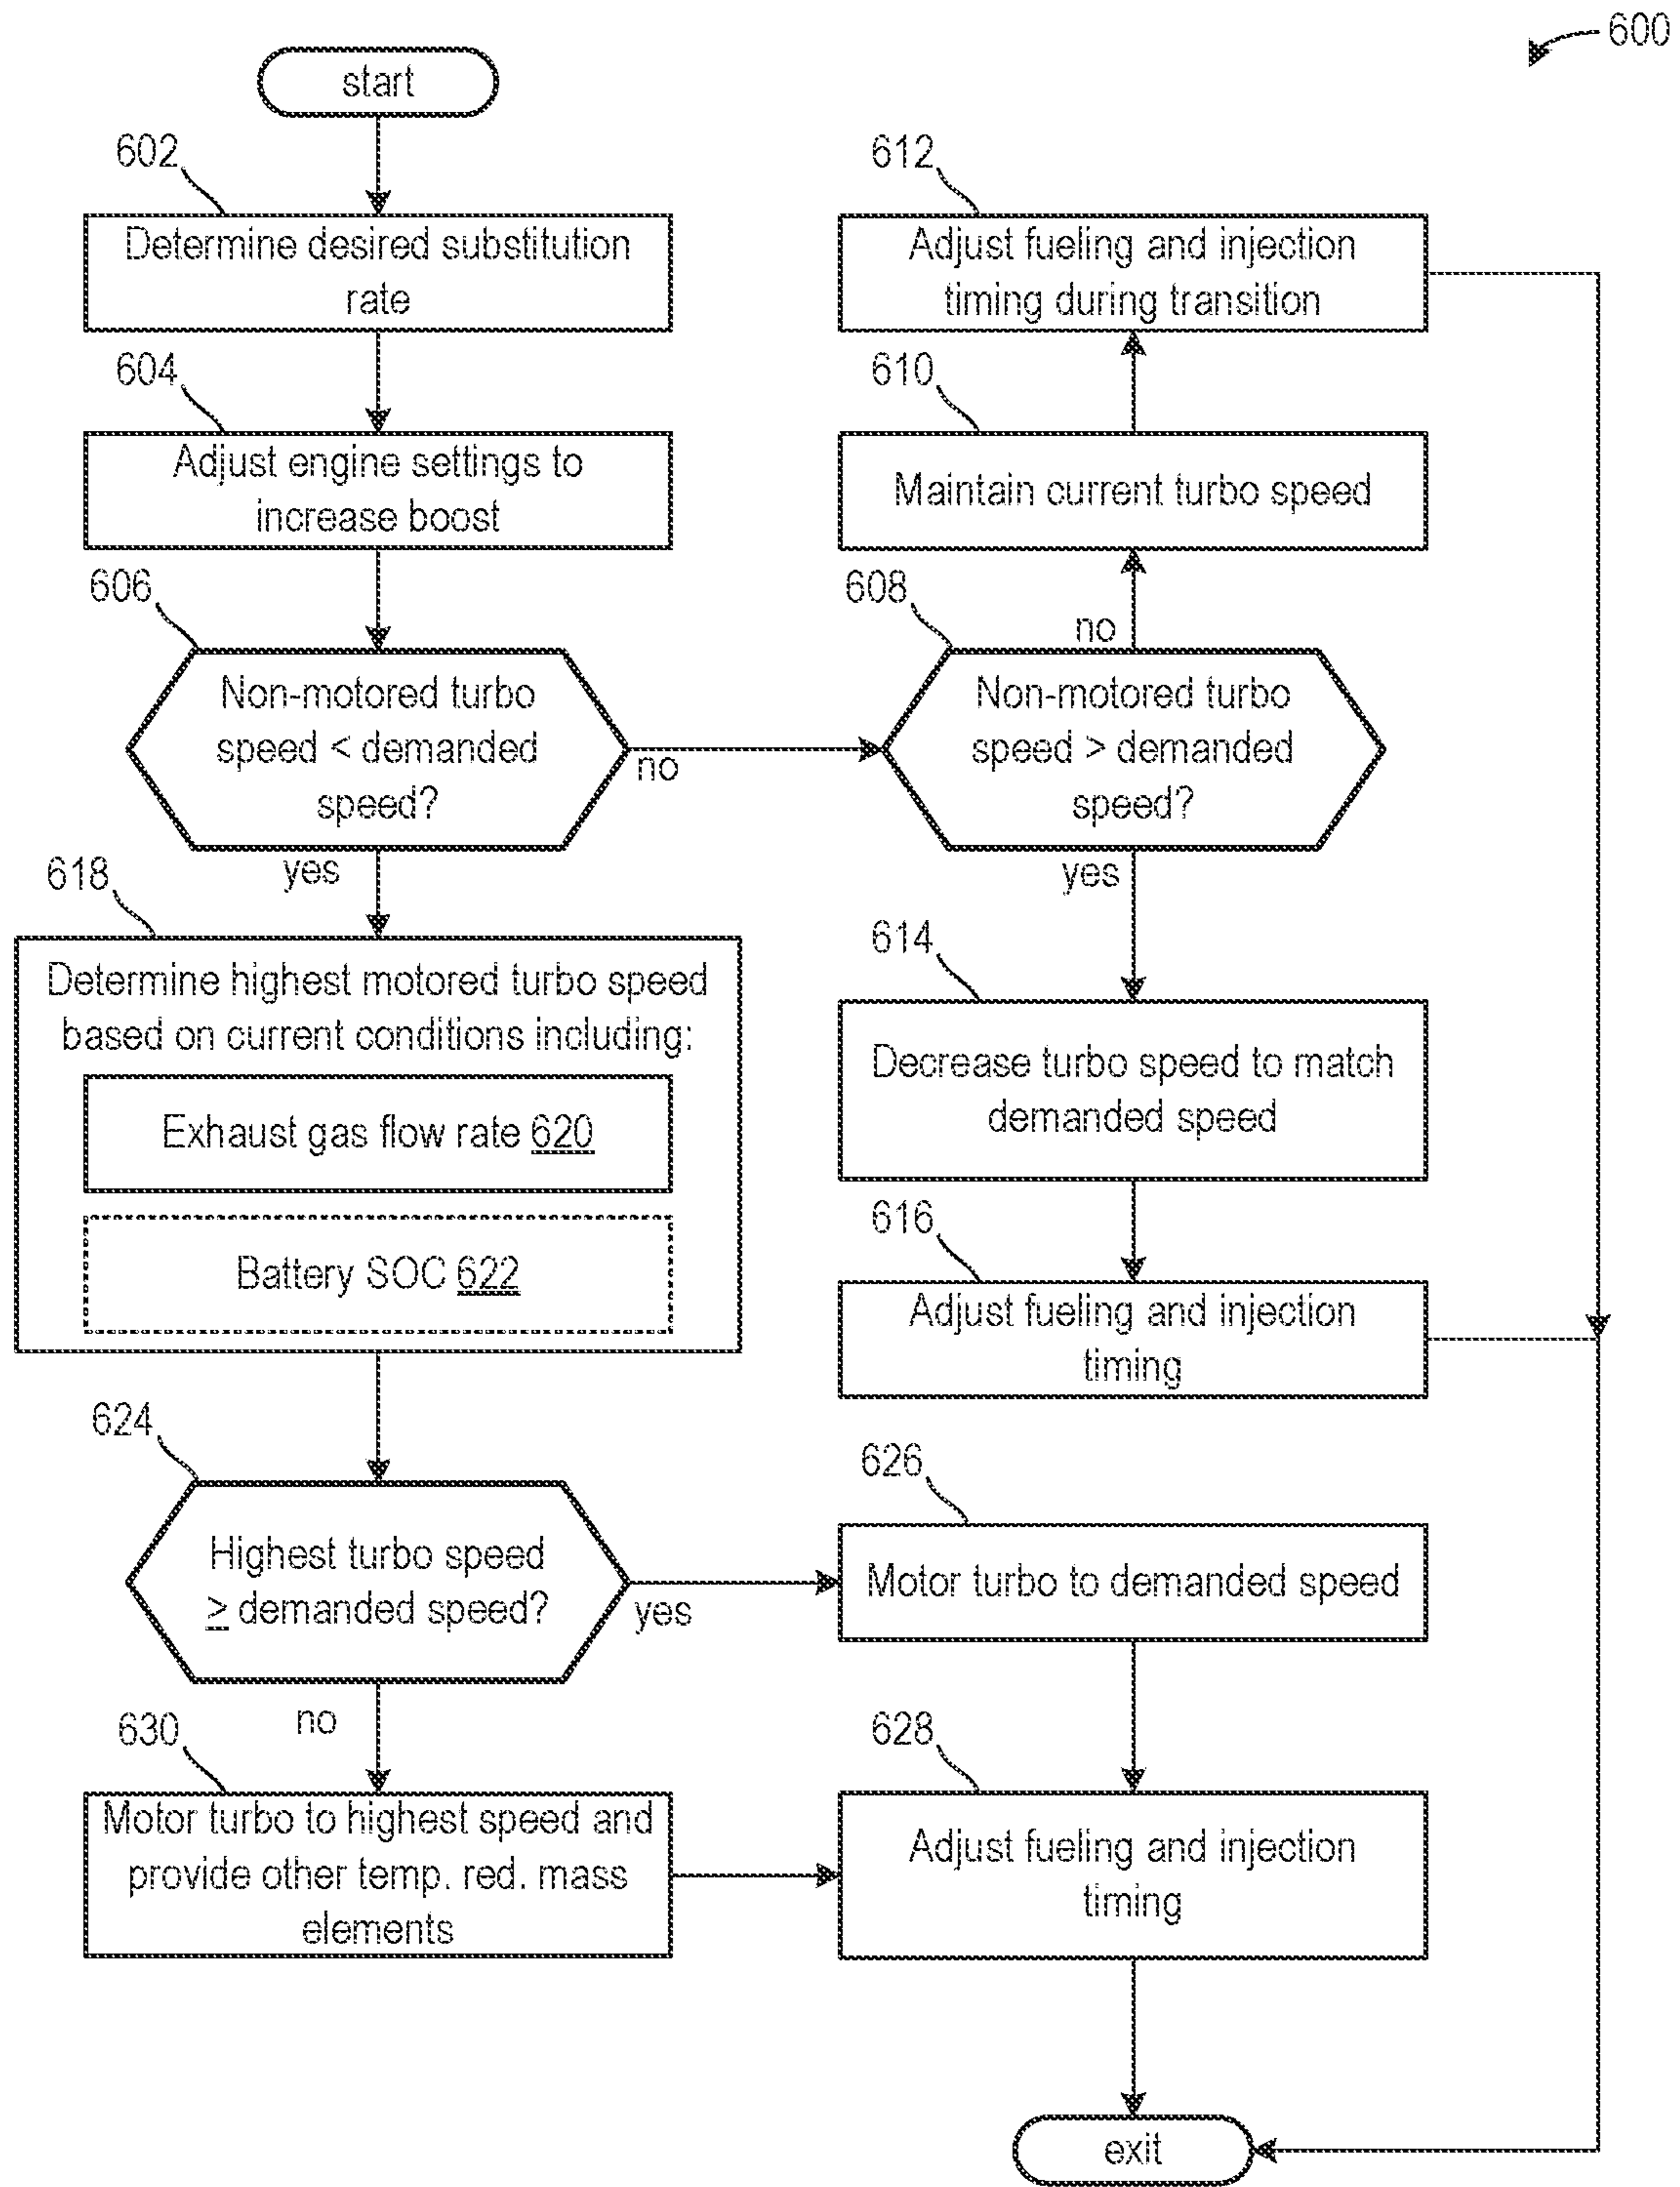 600
start
602
Determine desired substitution
rate
604
Adjust engine settings to
increase boost
606
Non-motored turbo
speed < demanded
speed?
no
yes
608
Non-motored turbo
speed > demanded
speed?
no
yes
610
Maintain current turbo speed
612
Adjust fueling and injection
timing during transition
614
Decrease turbo speed to match
demanded speed
616
Adjust fueling and injection
timing
618
Determine highest motored turbo speed
based on current conditions including:
Exhaust gas flow rate 620
Battery SOC 622
624
Highest turbo speed
≥ demanded speed?
yes
no
626
Motor turbo to demanded speed
628
Adjust fueling and injection
timing
630
Motor turbo to highest speed and
provide other temp. red. mass
elements
exit